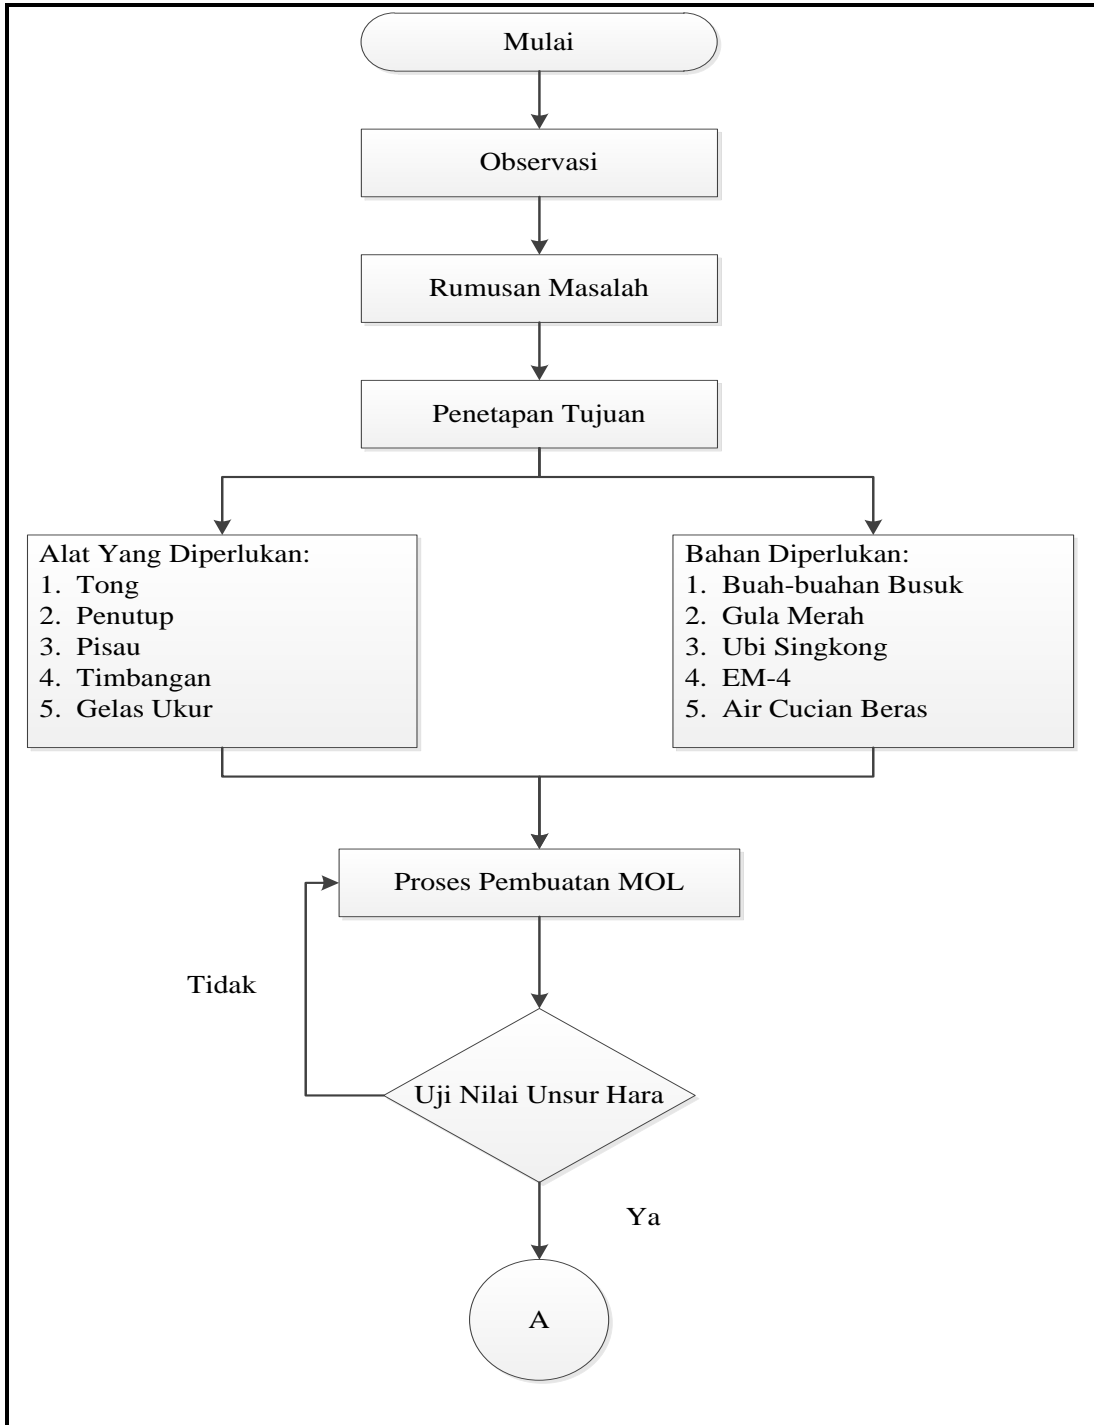 Mulai
Observasi
Rumusan Masalah
Penetapan Tujuan
Alat Yang Diperlukan:
1. Tong
2. Penutup
3. Pisau
4. Timbangan
5. Gelas Ukur
Bahan Diperlukan:
1. Buah-buahan Busuk
2. Gula Merah
3. Ubi Singkong
4. EM-4
5. Air Cucian Beras
Proses Pembuatan MOL
Tidak
Uji Nilai Unsur Hara
Ya
A